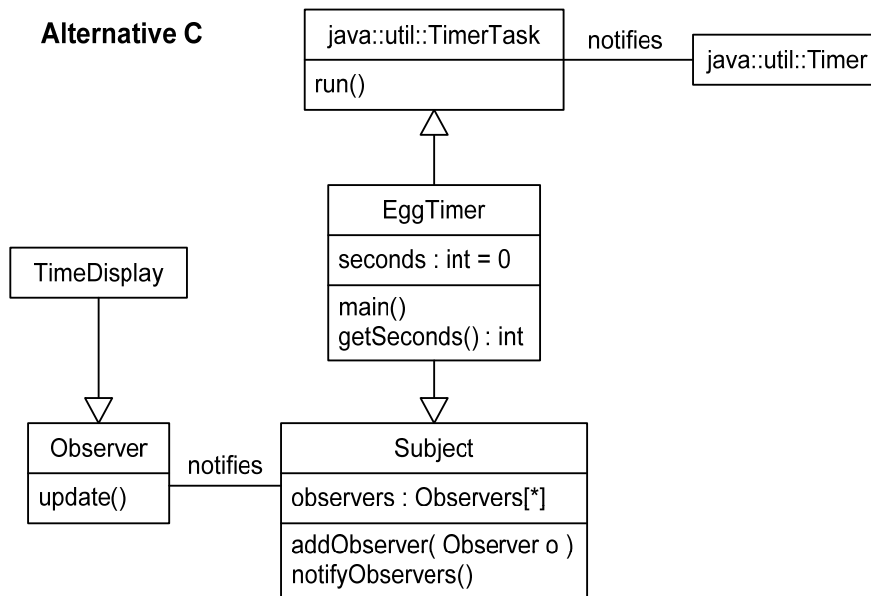 Alternative C
java::util::TimerTask
run()
notifies
java::util::Timer
EggTimer
seconds : int = 0
main()
getSeconds() : int
TimeDisplay
Observer
update()
notifies
Subject
observers : Observers[*]
addObserver( Observer o )
notifyObservers()